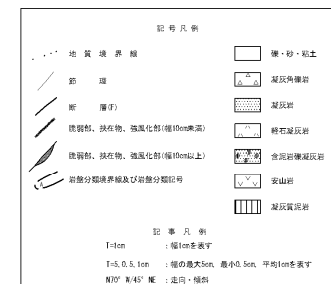 記号凡例
地質境界線
節理
断層(F)
脆弱部、挟在物、強風化部(幅10cm未満)
脆弱部、挟在物、強風化部(幅10cm以上)
岩盤分類境界線及び岩盤分類記号
礫・砂・粘土
凝灰角礫岩
凝灰岩
軽石凝灰岩
含泥岩礫凝灰岩
安山岩
凝灰質泥岩
記事凡例
T=1cm :幅1cmを表す
T=5,0.5,1cm :幅の最大5cm、最小0.5cm、平均1cmを表す
N70°W/45°NE :走向・傾斜